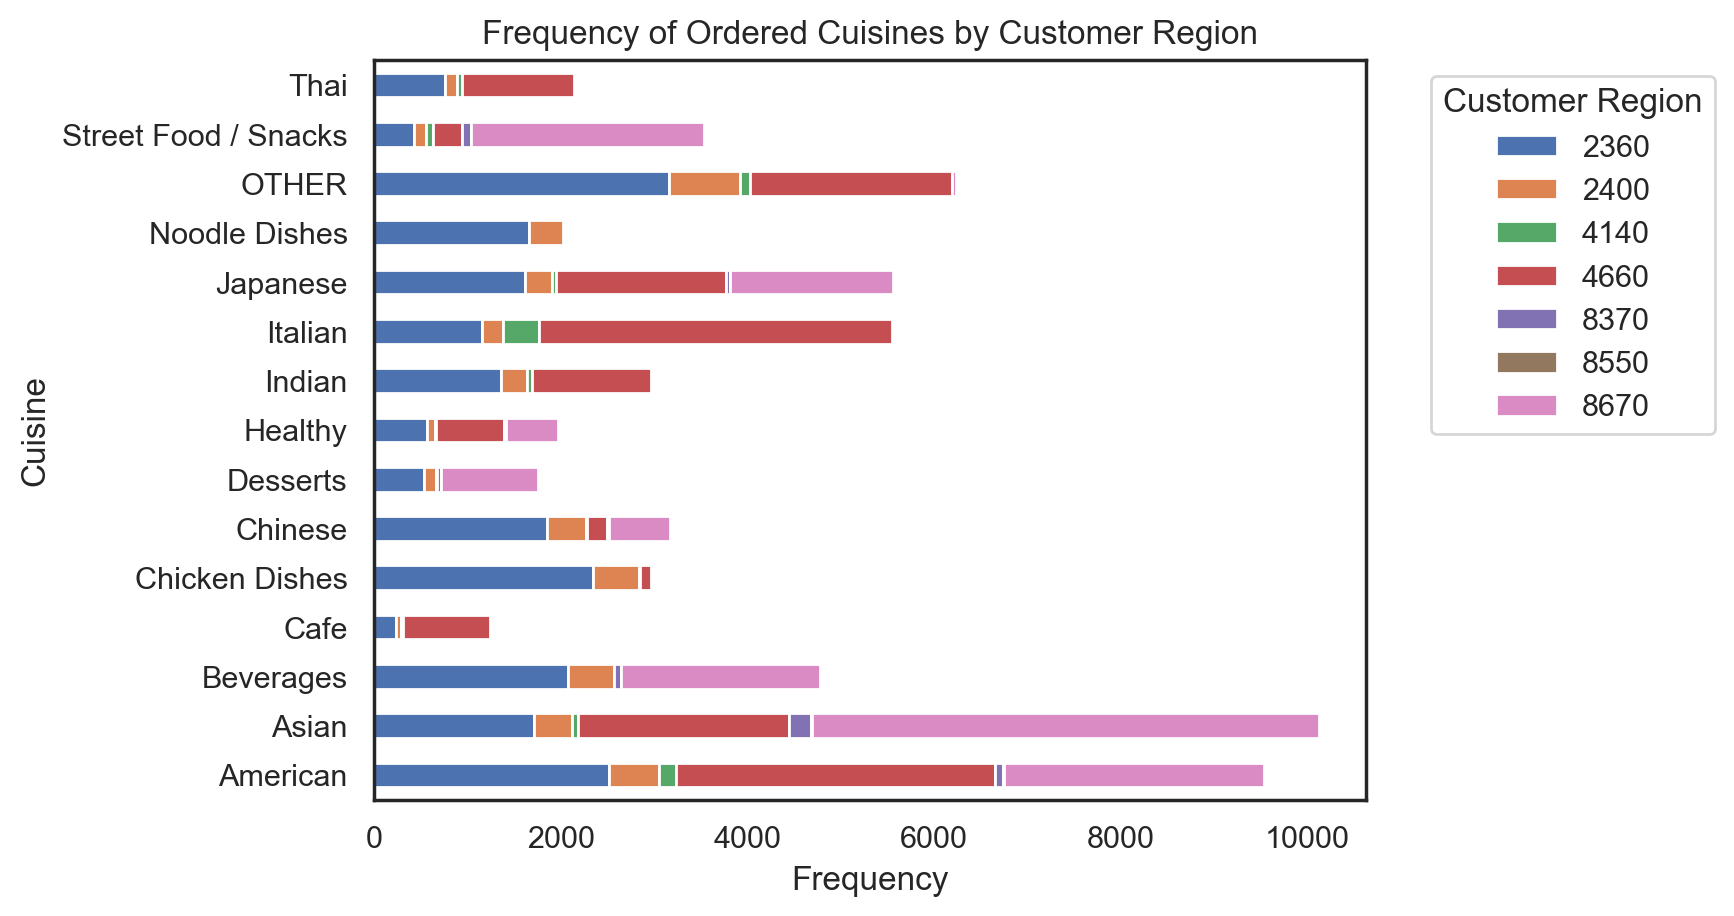 Frequency of Ordered Cuisines by Customer Region
Cuisine
Thai
Street Food / Snacks
OTHER
Noodle Dishes
Japanese
Italian
Indian
Healthy
Desserts
Chinese
Chicken Dishes
Cafe
Beverages
Asian
American
0 2000 4000 6000 8000 10000
Frequency
Customer Region
2360
2400
4140
4660
8370
8550
8670